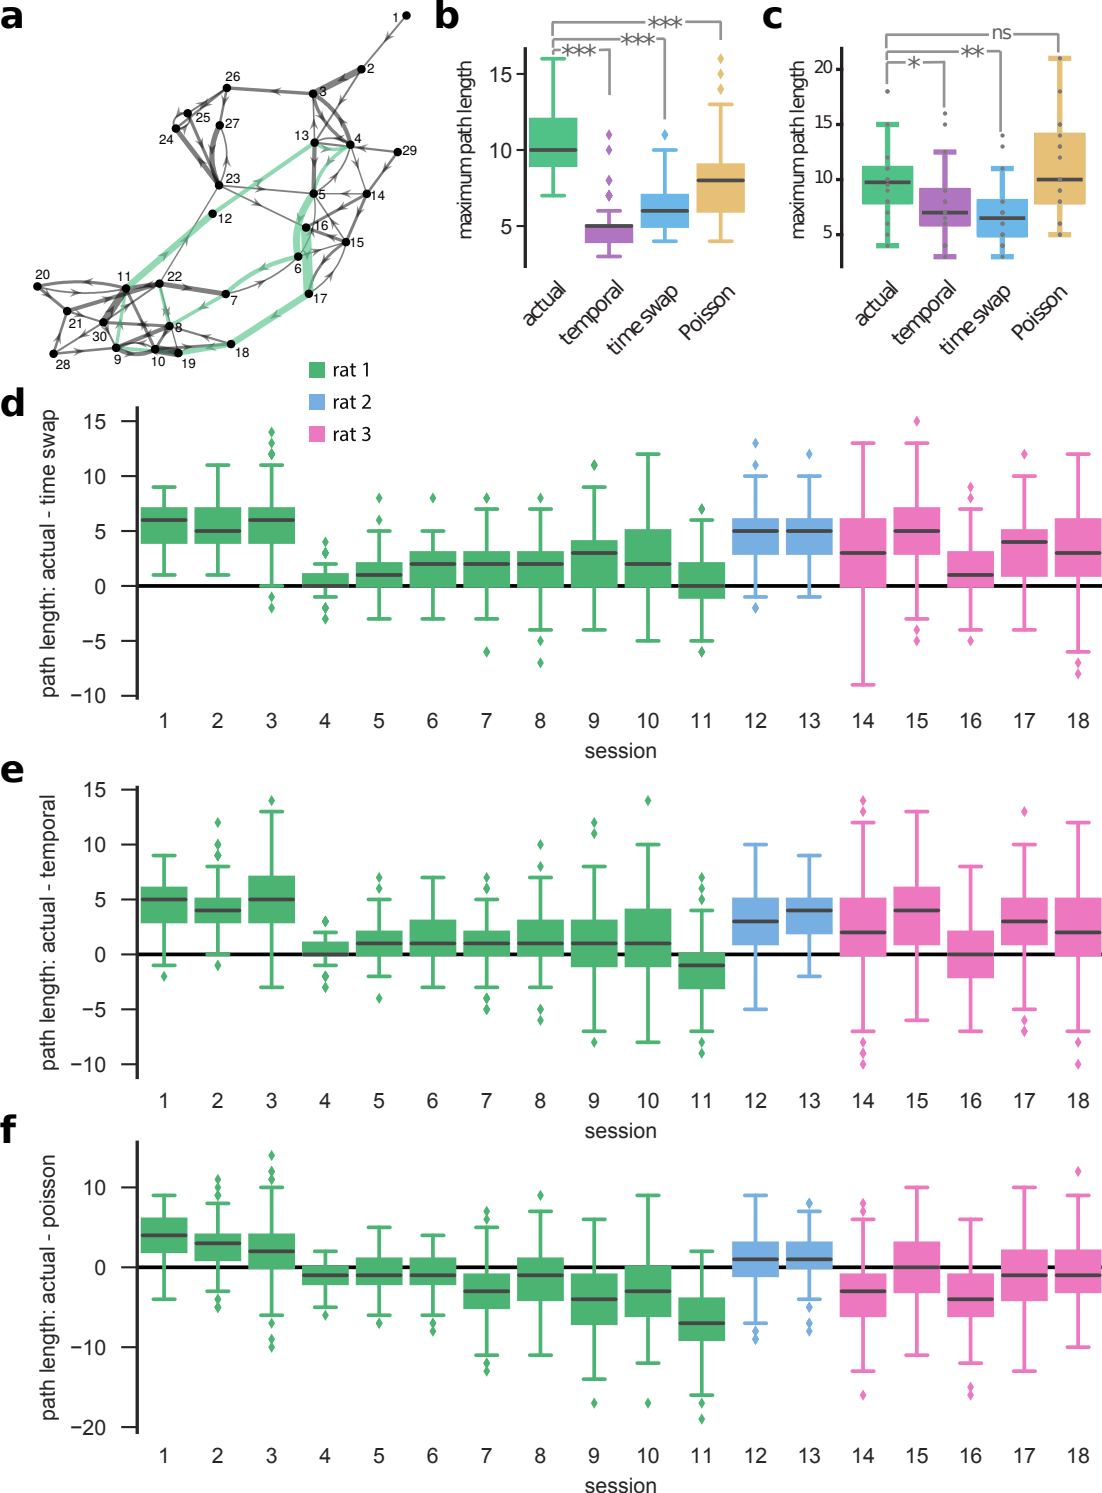 a
1
2
3
26
25
24
27
13
4
29
23
5
14
12
16
15
6
20
11
22
7
17
21
30
8
28
9
10
19
18
b
***
***
***
maximum path length
15
10
5
actual
temporal
time swap
Poisson
c
ns
**
*
maximum path length
20
15
10
5
actual
temporal
time swap
Poisson
rat 1
rat 2
rat 3
d
path length: actual - time swap
15
10
5
0
−5
−10
1 2 3 4 5 6 7 8 9 10 11 12 13 14 15 16 17 18
session
e
path length: actual - temporal
15
10
5
0
−5
−10
1 2 3 4 5 6 7 8 9 10 11 12 13 14 15 16 17 18
session
f
path length: actual - poisson
10
0
−10
−20
1 2 3 4 5 6 7 8 9 10 11 12 13 14 15 16 17 18
session